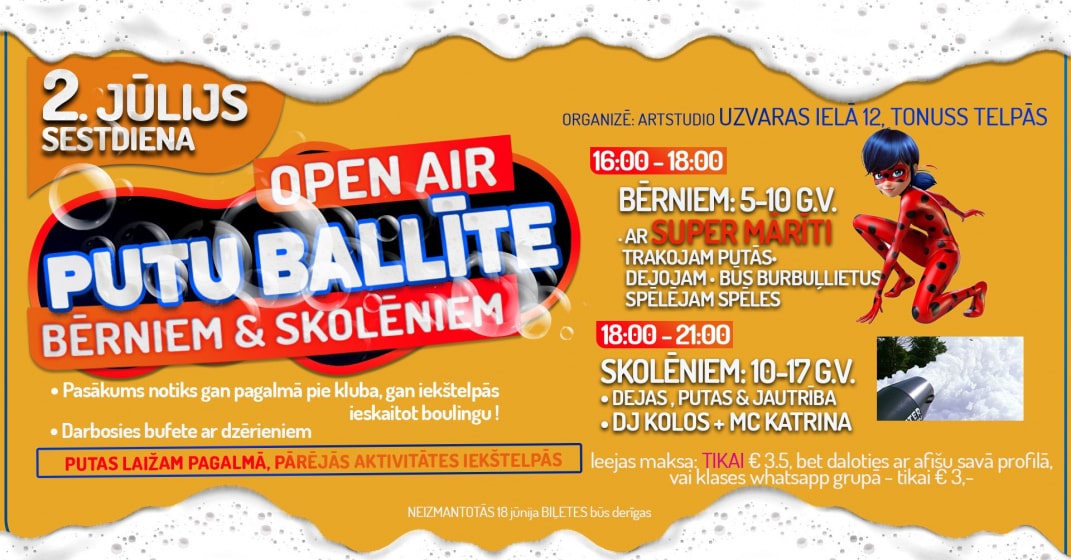 2. JŪLIJS
SESTDIENA
OPEN AIR
PUTU BALLĪTE
BĒRNIEM & SKOLĒNIEM
• Pasākums notiks gan pagalmā pie kluba, gan iekštelpās
ieskaitot boulingu !
• Darbosies bufete ar dzērieniem
PUTAS LAIŽAM PAGALMĀ, PĀRĒJĀS AKTIVITĀTES IEKŠTELPĀS
ORGANIZĒ: ARTSTUDIO UZVARAS IELĀ 12, TONUSS TELPĀS
16:00 - 18:00
BĒRNIEM: 5-10 G.V.
• AR SUPER MĀRĪTI
TRAKOJAM PUTĀS•
DEJOJAM • BŪS BURBUĻLIETUS
SPĒLĒJAM SPĒLES
18:00 - 21:00
SKOLĒNIEM: 10-17 G.V.
• DEJAS , PUTAS & JAUTRĪBA
• DJ KOLOS + MC KATRINA
Ieejas maksa: TIKAI € 3.5, bet daloties ar afišu savā profilā,
vai klases whatsapp grupā - tikai € 3,-
NEIZMANTOTĀS 18 jūnija BIĻETES būs derīgas